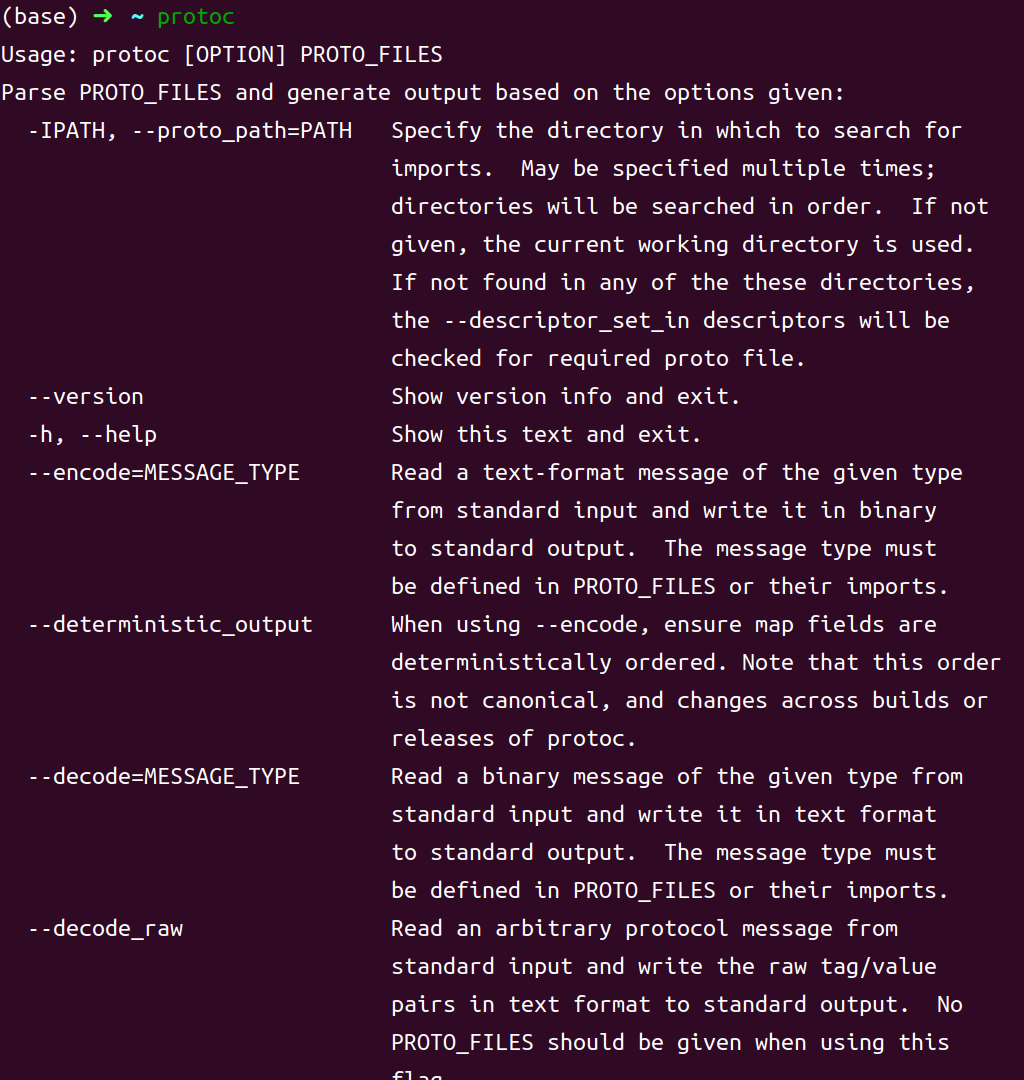 (base) ➜ ~ protoc
Usage: protoc [OPTION] PROTO_FILES
Parse PROTO_FILES and generate output based on the options given:
  -IPATH, --proto_path=PATH   Specify the directory in which to search for
                              imports.  May be specified multiple times;
                              directories will be searched in order.  If not
                              given, the current working directory is used.
                              If not found in any of the these directories,
                              the --descriptor_set_in descriptors will be
                              checked for required proto file.
  --version                   Show version info and exit.
  -h, --help                  Show this text and exit.
  --encode=MESSAGE_TYPE       Read a text-format message of the given type
                              from standard input and write it in binary
                              to standard output.  The message type must
                              be defined in PROTO_FILES or their imports.
  --deterministic_output      When using --encode, ensure map fields are
                              deterministically ordered. Note that this order
                              is not canonical, and changes across builds or
                              releases of protoc.
  --decode=MESSAGE_TYPE       Read a binary message of the given type from
                              standard input and write it in text format
                              to standard output.  The message type must
                              be defined in PROTO_FILES or their imports.
  --decode_raw                Read an arbitrary protocol message from
                              standard input and write the raw tag/value
                              pairs in text format to standard output.  No
                              PROTO_FILES should be given when using this
                              flag